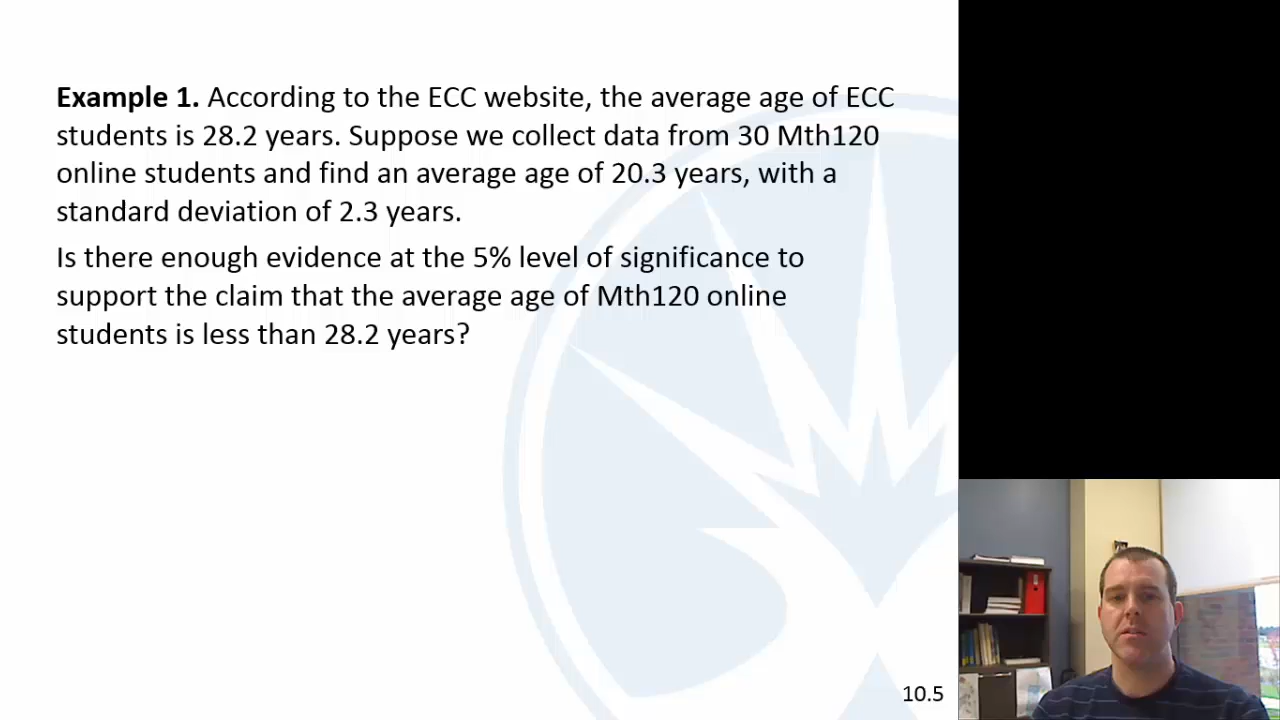 Example 1. According to the ECC website, the average age of ECC
students is 28.2 years. Suppose we collect data from 30 Mth120
online students and find an average age of 20.3 years, with a
standard deviation of 2.3 years.
Is there enough evidence at the 5% level of significance to
support the claim that the average age of Mth120 online
students is less than 28.2 years?
10.5